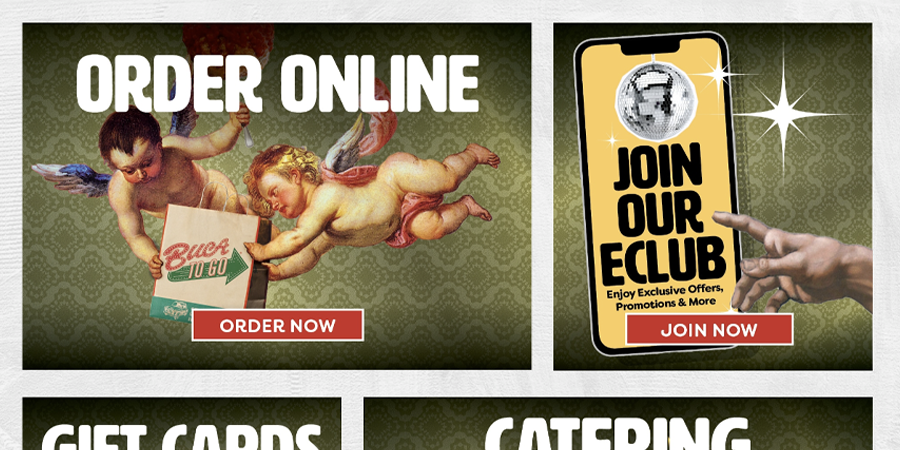 ORDER ONLINE
BUCA
TO GO
ORDER NOW
JOIN
OUR
ECLUB
Enjoy Exclusive Offers,
Promotions & More
JOIN NOW
GIFT CARDS
CATERING